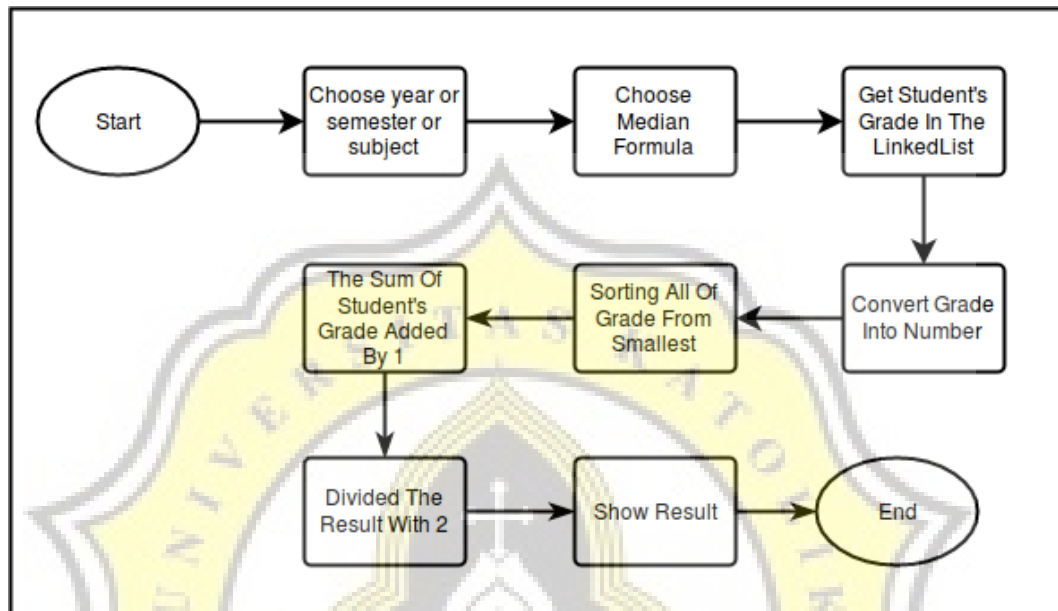 Start
Choose year or
semester or
subject
Choose
Median
Formula
Get Student's
Grade In The
LinkedList
Convert Grade
Into Number
Sorting All Of
Grade From
Smallest
The Sum Of
Student's
Grade Added
By 1
Divided The
Result With 2
Show Result
End